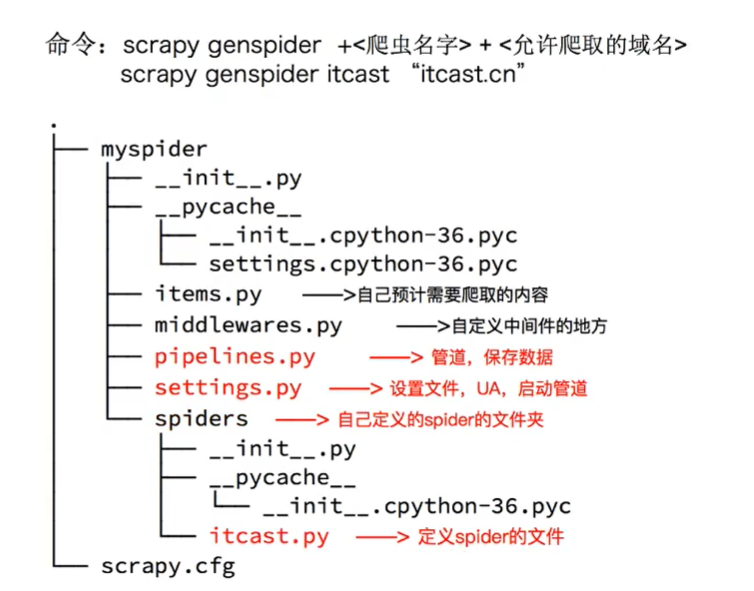 命令：scrapy genspider +<爬虫名字> + <允许爬取的域名>
scrapy genspider itcast “itcast.cn”
.
├── myspider
├── __init__.py
├── __pycache__
├── __init__.cpython-36.pyc
└── settings.cpython-36.pyc
├── items.py ——>自己预计需要爬取的内容
├── middlewares.py ——>自定义中间件的地方
├── pipelines.py ——> 管道，保存数据
├── settings.py ——> 设置文件，UA，启动管道
└── spiders ——> 自己定义的spider的文件夹
├── __init__.py
├── __pycache__
└── __init__.cpython-36.pyc
└── itcast.py ——> 定义spider的文件
└── scrapy.cfg